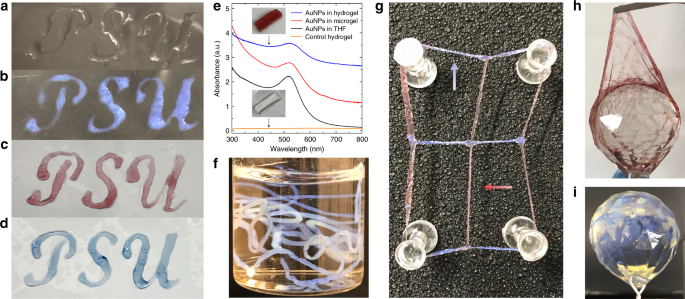 a
PSU
b
PSU
c
PSU
d
PSU
e
AuNPs in hydrogel
AuNPs in microgel
AuNPs in THF
Control hydrogel
Absorbance (a.u.)
5
4
3
2
1
0
300 400 500 600 700 800
Wavelength (nm)
f
g
h
i